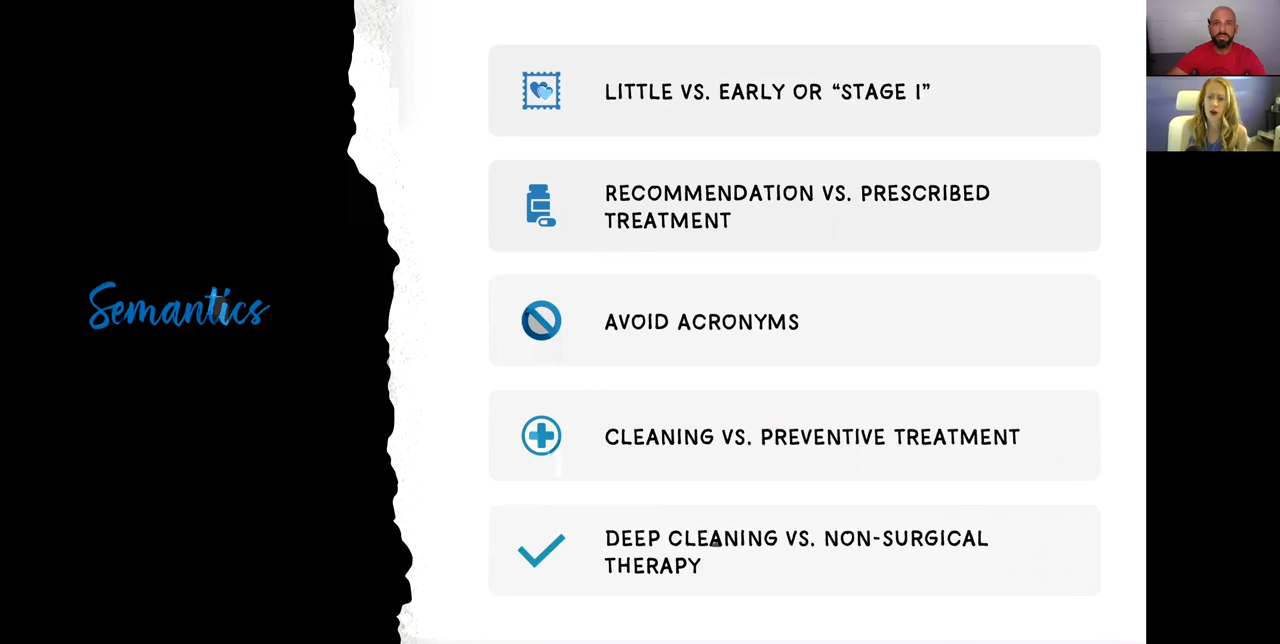 Semantics
LITTLE VS. EARLY OR “STAGE I”
RECOMMENDATION VS. PRESCRIBED
TREATMENT
AVOID ACRONYMS
CLEANING VS. PREVENTIVE TREATMENT
DEEP CLEANING VS. NON-SURGICAL
THERAPY